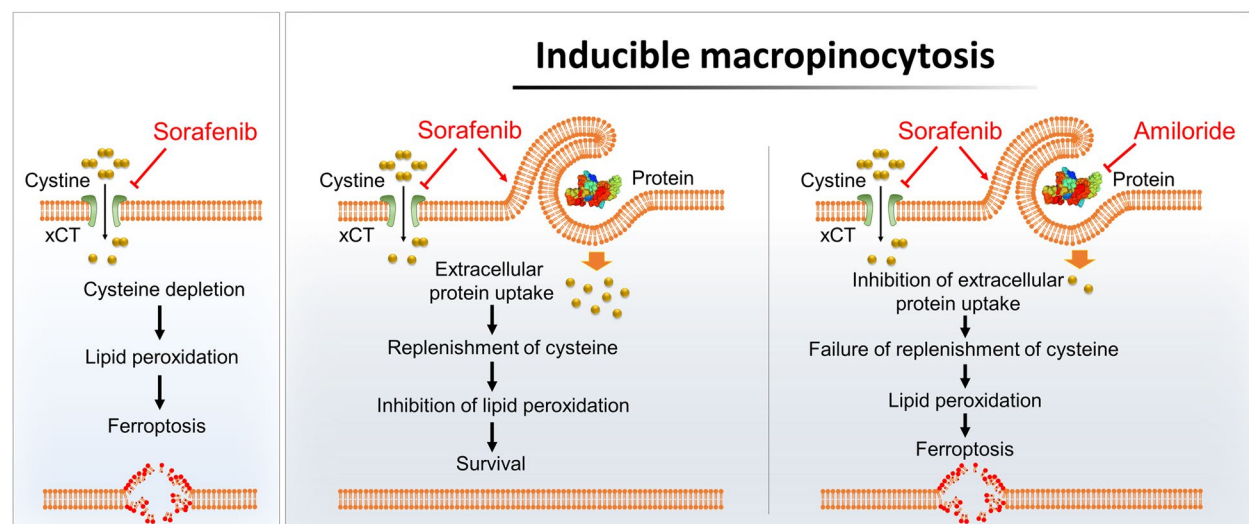 Inducible macropinocytosis
Sorafenib
Cystine
xCT
Cysteine depletion
Lipid peroxidation
Ferroptosis
Sorafenib
Cystine
Protein
xCT
Extracellular
protein uptake
Replenishment of cysteine
Inhibition of lipid peroxidation
Survival
Sorafenib
Amiloride
Cystine
Protein
xCT
Inhibition of extracellular
protein uptake
Failure of replenishment of cysteine
Lipid peroxidation
Ferroptosis